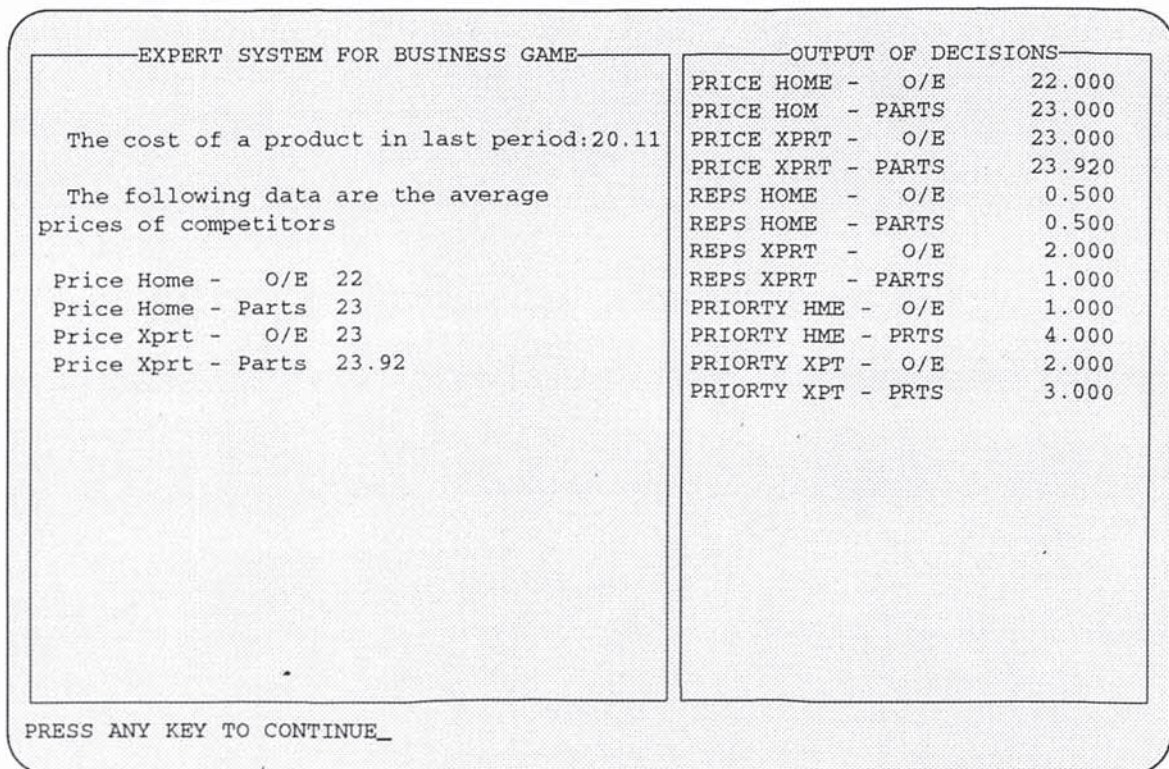 EXPERT SYSTEM FOR BUSINESS GAME
The cost of a product in last period:20.11
The following data are the average
prices of competitors
Price Home -   O/E  22
Price Home - Parts  23
Price Xprt -   O/E  23
Price Xprt - Parts  23.92
OUTPUT OF DECISIONS
PRICE HOME -   O/E   22.000
PRICE HOM  - PARTS   23.000
PRICE XPRT -   O/E   23.000
PRICE XPRT - PARTS   23.920
REPS HOME  -   O/E   0.500
REPS HOME  - PARTS   0.500
REPS XPRT  -   O/E   2.000
REPS XPRT  - PARTS   1.000
PRIORTY HME -  O/E   1.000
PRIORTY HME - PRTS   4.000
PRIORTY XPT -  O/E   2.000
PRIORTY XPT - PRTS   3.000
PRESS ANY KEY TO CONTINUE_